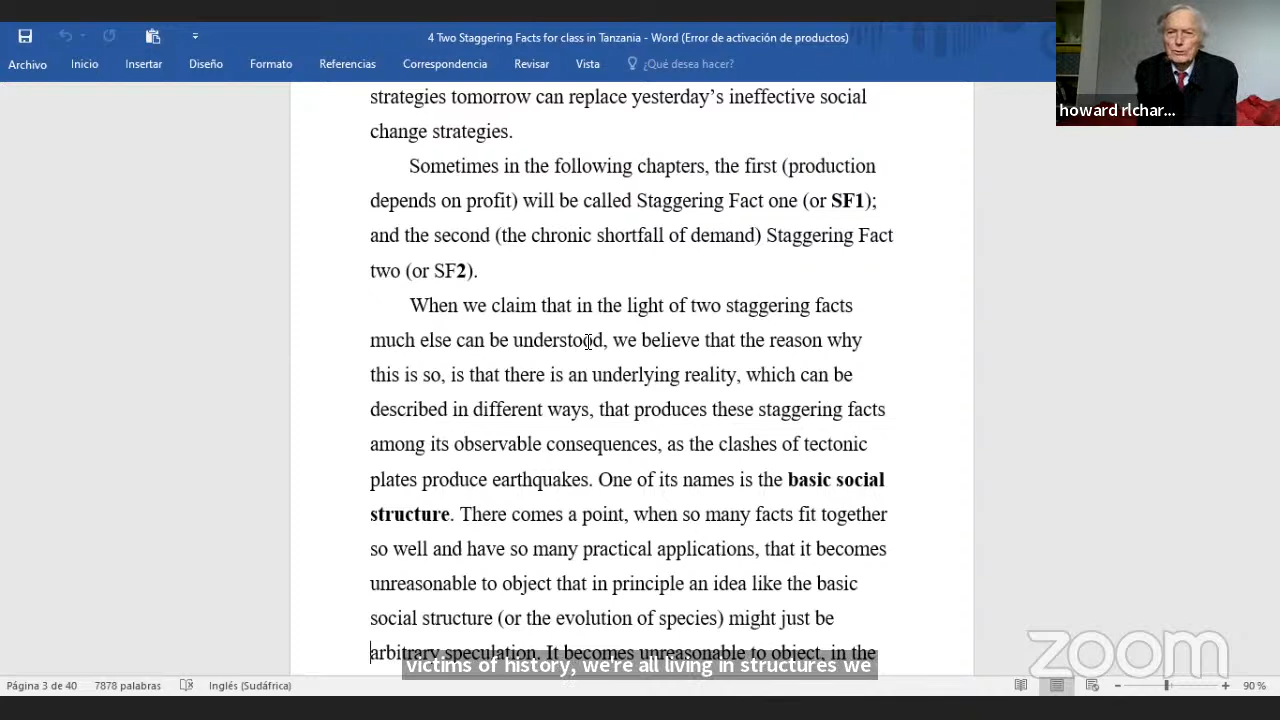 4 Two Staggering Facts for class in Tanzania - Word (Error de activación de productos)
Archivo Inicio Insertar Diseño Formato Referencias Correspondencia Revisar Vista ¿Qué desea hacer?
howard rlchar...
strategies tomorrow can replace yesterday's ineffective social
change strategies.
Sometimes in the following chapters, the first (production
depends on profit) will be called Staggering Fact one (or SF1);
and the second (the chronic shortfall of demand) Staggering Fact
two (or SF2).
When we claim that in the light of two staggering facts
much else can be understood, we believe that the reason why
this is so, is that there is an underlying reality, which can be
described in different ways, that produces these staggering facts
among its observable consequences, as the clashes of tectonic
plates produce earthquakes. One of its names is the basic social
structure. There comes a point, when so many facts fit together
so well and have so many practical applications, that it becomes
unreasonable to object that in principle an idea like the basic
social structure (or the evolution of species) might just be
arbitrary speculation. It becomes unreasonable to object, in the
victims of history, we're all living in structures we
zoom
Página 3 de 40 7878 palabras Inglés (Sudáfrica) 90 %